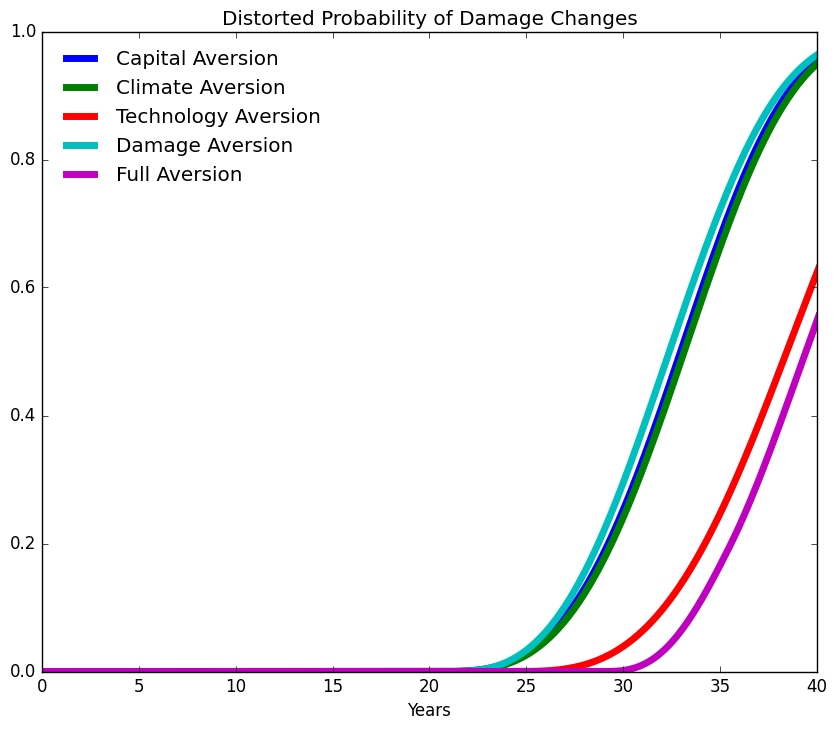 Distorted Probability of Damage Changes
1.0
Capital Aversion
Climate Aversion
Technology Aversion
Damage Aversion
Full Aversion
0.8
0.6
0.4
0.2
0.0
0 5 10 15 20 25 30 35 40
Years